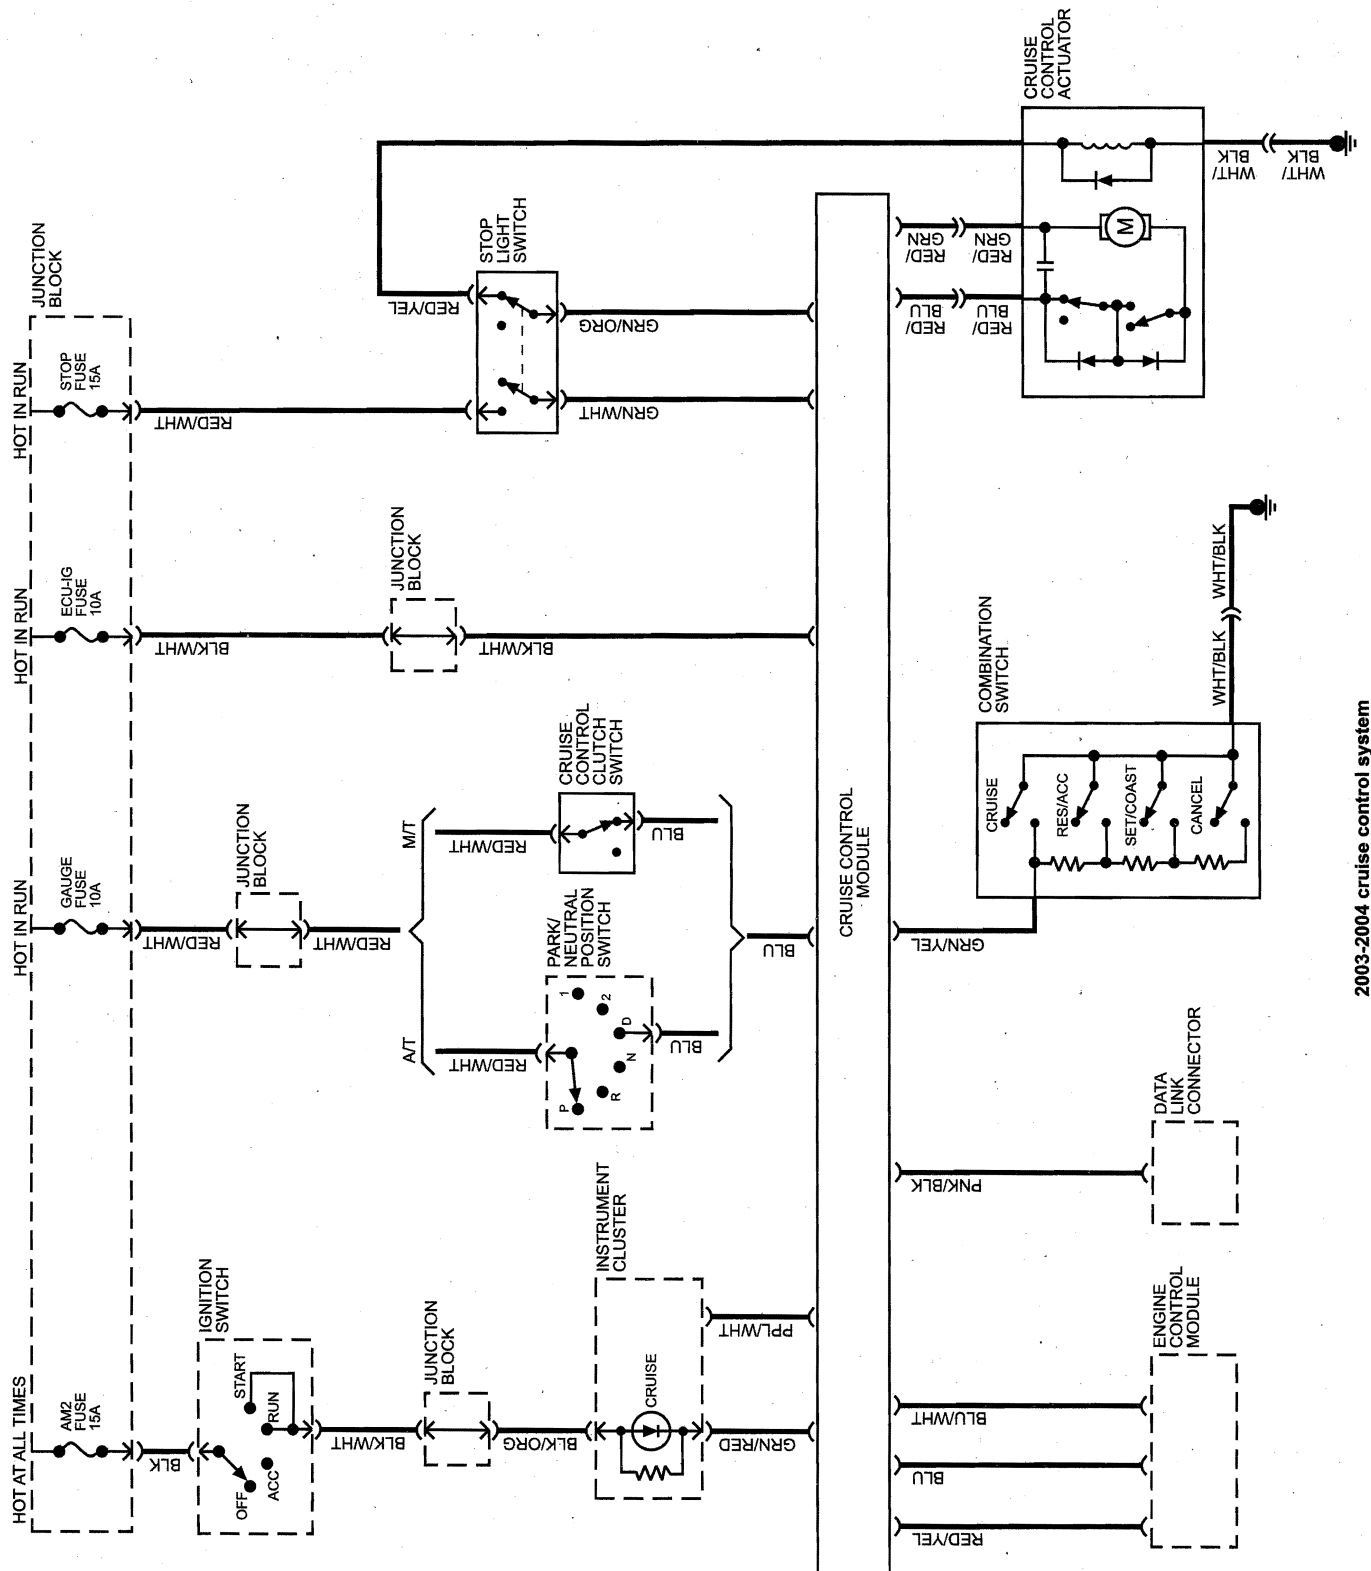 HOT AT ALL TIMES
HOT IN RUN
HOT IN RUN
HOT IN RUN
JUNCTION
BLOCK
AM2
FUSE
15A
GAUGE
FUSE
10A
ECU-IG
FUSE
10A
STOP
FUSE
15A
BLK
RED/WHT
BLK/WHT
RED/WHT
IGNITION
SWITCH
OFF
ACC
RUN
START
JUNCTION
BLOCK
RED/WHT
BLK/WHT
JUNCTION
BLOCK
BLK/ORG
JUNCTION
BLOCK
BLK/WHT
A/T
M/T
RED/WHT
RED/WHT
RED/YEL
STOP
LIGHT
SWITCH
GRN/WHT
GRN/ORG
PARK/
NEUTRAL
POSITION
SWITCH
P
R
N
D
2
1
CRUISE
CONTROL
CLUTCH
SWITCH
BLU
BLU
BLU
INSTRUMENT
CLUSTER
CRUISE
GRN/RED
PPL/WHT
CRUISE CONTROL
MODULE
RED/YEL
BLU
BLU/WHT
PNK/BLK
GRN/YEL
RED/
BLU
RED/
BLU
RED/
GRN
RED/
GRN
ENGINE
CONTROL
MODULE
DATA
LINK
CONNECTOR
COMBINATION
SWITCH
CRUISE
RES/ACC
SET/COAST
CANCEL
WHT/BLK
WHT/BLK
CRUISE
CONTROL
ACTUATOR
M
WHT/
BLK
WHT/
BLK
2003-2004 cruise control system